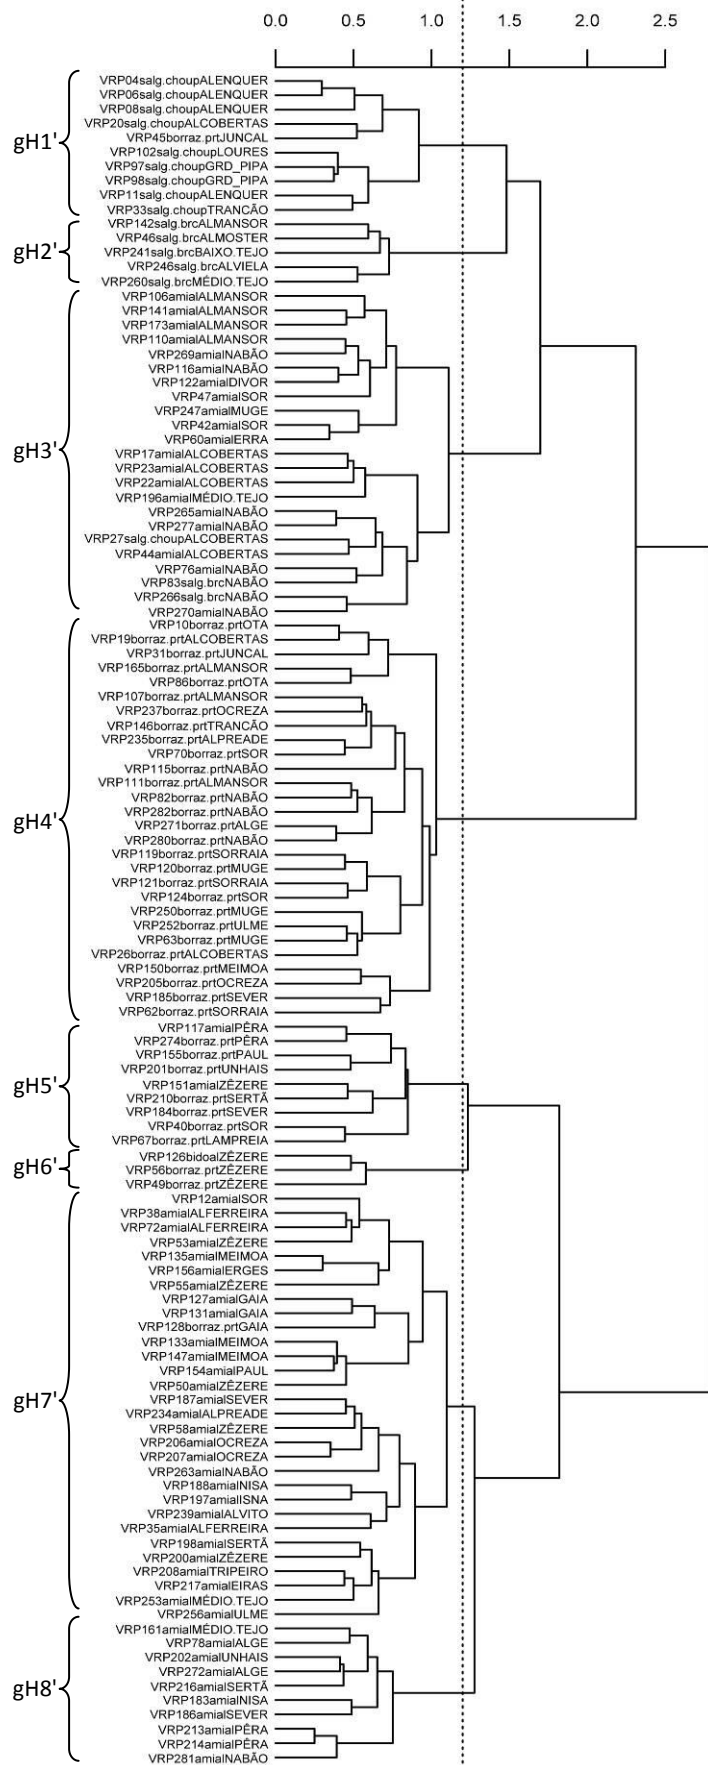 0.0 0.5 1.0 1.5 2.0 2.5
gH1'
VRP04salg.choupALENQUER
VRP06salg.choupALENQUER
VRP08salg.choupALENQUER
VRP20salg.choupALCOBERTAS
VRP45borraz.prtJUNCAL
VRP102salg.choupLOURES
VRP97salg.choupGRD_PIPA
VRP98salg.choupGRD_PIPA
VRP11salg.choupALENQUER
VRP33salg.choupTRANCÃO
gH2'
VRP142salg.brcALMANSOR
VRP46salg.brcALMOSTER
VRP241salg.brcBAIXO.TEJO
VRP246salg.brcALVIELA
VRP260salg.brcMÉDIO.TEJO
gH3'
VRP106amialALMANSOR
VRP141amialALMANSOR
VRP173amialALMANSOR
VRP110amialALMANSOR
VRP269amialNABÃO
VRP116amialNABÃO
VRP122amialDIVOR
VRP47amialSOR
VRP247amialMUGE
VRP42amialSOR
VRP60amialERRA
VRP17amialALCOBERTAS
VRP23amialALCOBERTAS
VRP22amialALCOBERTAS
VRP196amialMÉDIO.TEJO
VRP265amialNABÃO
VRP277amialNABÃO
VRP27salg.choupALCOBERTAS
VRP44amialALCOBERTAS
VRP76amialNABÃO
VRP83salg.brcNABÃO
VRP266salg.brcNABÃO
VRP270amialNABÃO
gH4'
VRP10borraz.prtOTA
VRP19borraz.prtALCOBERTAS
VRP31borraz.prtJUNCAL
VRP165borraz.prtALMANSOR
VRP86borraz.prtOTA
VRP107borraz.prtALMANSOR
VRP237borraz.prtOCREZA
VRP146borraz.prtTRANCÃO
VRP235borraz.prtALPREADE
VRP70borraz.prtSOR
VRP115borraz.prtNABÃO
VRP111borraz.prtALMANSOR
VRP82borraz.prtNABÃO
VRP282borraz.prtNABÃO
VRP271borraz.prtALGE
VRP280borraz.prtNABÃO
VRP119borraz.prtSORRAIA
VRP120borraz.prtMUGE
VRP121borraz.prtSORRAIA
VRP124borraz.prtSOR
VRP250borraz.prtMUGE
VRP252borraz.prtULME
VRP63borraz.prtMUGE
VRP26borraz.prtALCOBERTAS
VRP150borraz.prtMEIMOA
VRP205borraz.prtOCREZA
VRP185borraz.prtSEVER
VRP62borraz.prtSORRAIA
gH5'
VRP117amialPÊRA
VRP274borraz.prtPÊRA
VRP155borraz.prtPAUL
VRP201borraz.prtUNHAIS
VRP151amialZÊZERE
VRP210borraz.prtSERTÃ
VRP184borraz.prtSEVER
VRP40borraz.prtSOR
VRP67borraz.prtLAMPREIA
gH6'
VRP126bidoalZÊZERE
VRP56borraz.prtZÊZERE
VRP49borraz.prtZÊZERE
gH7'
VRP12amialSOR
VRP38amialALFERREIRA
VRP72amialALFERREIRA
VRP53amialZÊZERE
VRP135amialMEIMOA
VRP156amialERGES
VRP55amialZÊZERE
VRP127amialGAIA
VRP131amialGAIA
VRP128borraz.prtGAIA
VRP133amialMEIMOA
VRP147amialMEIMOA
VRP154amialPAUL
VRP50amialZÊZERE
VRP187amialSEVER
VRP234amialALPREADE
VRP58amialZÊZERE
VRP206amialOCREZA
VRP207amialOCREZA
VRP263amialNABÃO
VRP188amialNISA
VRP197amialISNA
VRP239amialALVITO
VRP35amialALFERREIRA
VRP198amialSERTÃ
VRP200amialZÊZERE
VRP208amialTRIPEIRO
VRP217amialEIRAS
VRP253amialMÉDIO.TEJO
VRP256amialULME
gH8'
VRP161amialMÉDIO.TEJO
VRP78amialALGE
VRP202amialUNHAIS
VRP272amialALGE
VRP216amialSERTÃ
VRP183amialNISA
VRP186amialSEVER
VRP213amialPÊRA
VRP214amialPÊRA
VRP281amialNABÃO